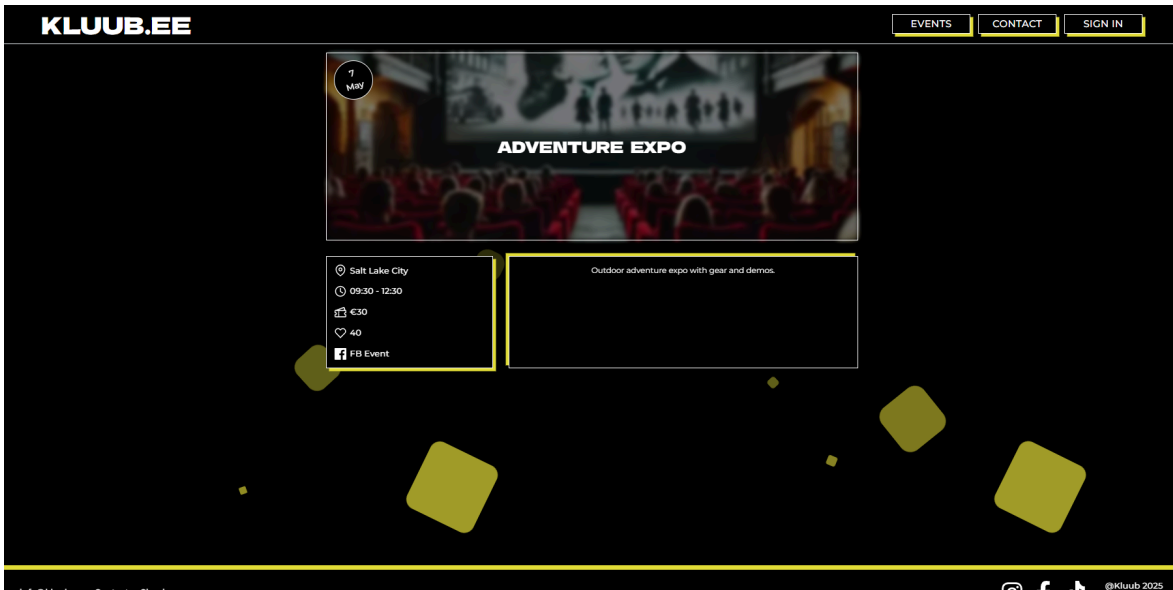 KLUUB.EE
EVENTS
CONTACT
SIGN IN
7
May
ADVENTURE EXPO
Salt Lake City
09:30 - 12:30
€30
40
FB Event
Outdoor adventure expo with gear and demos.
@Kluub 2025